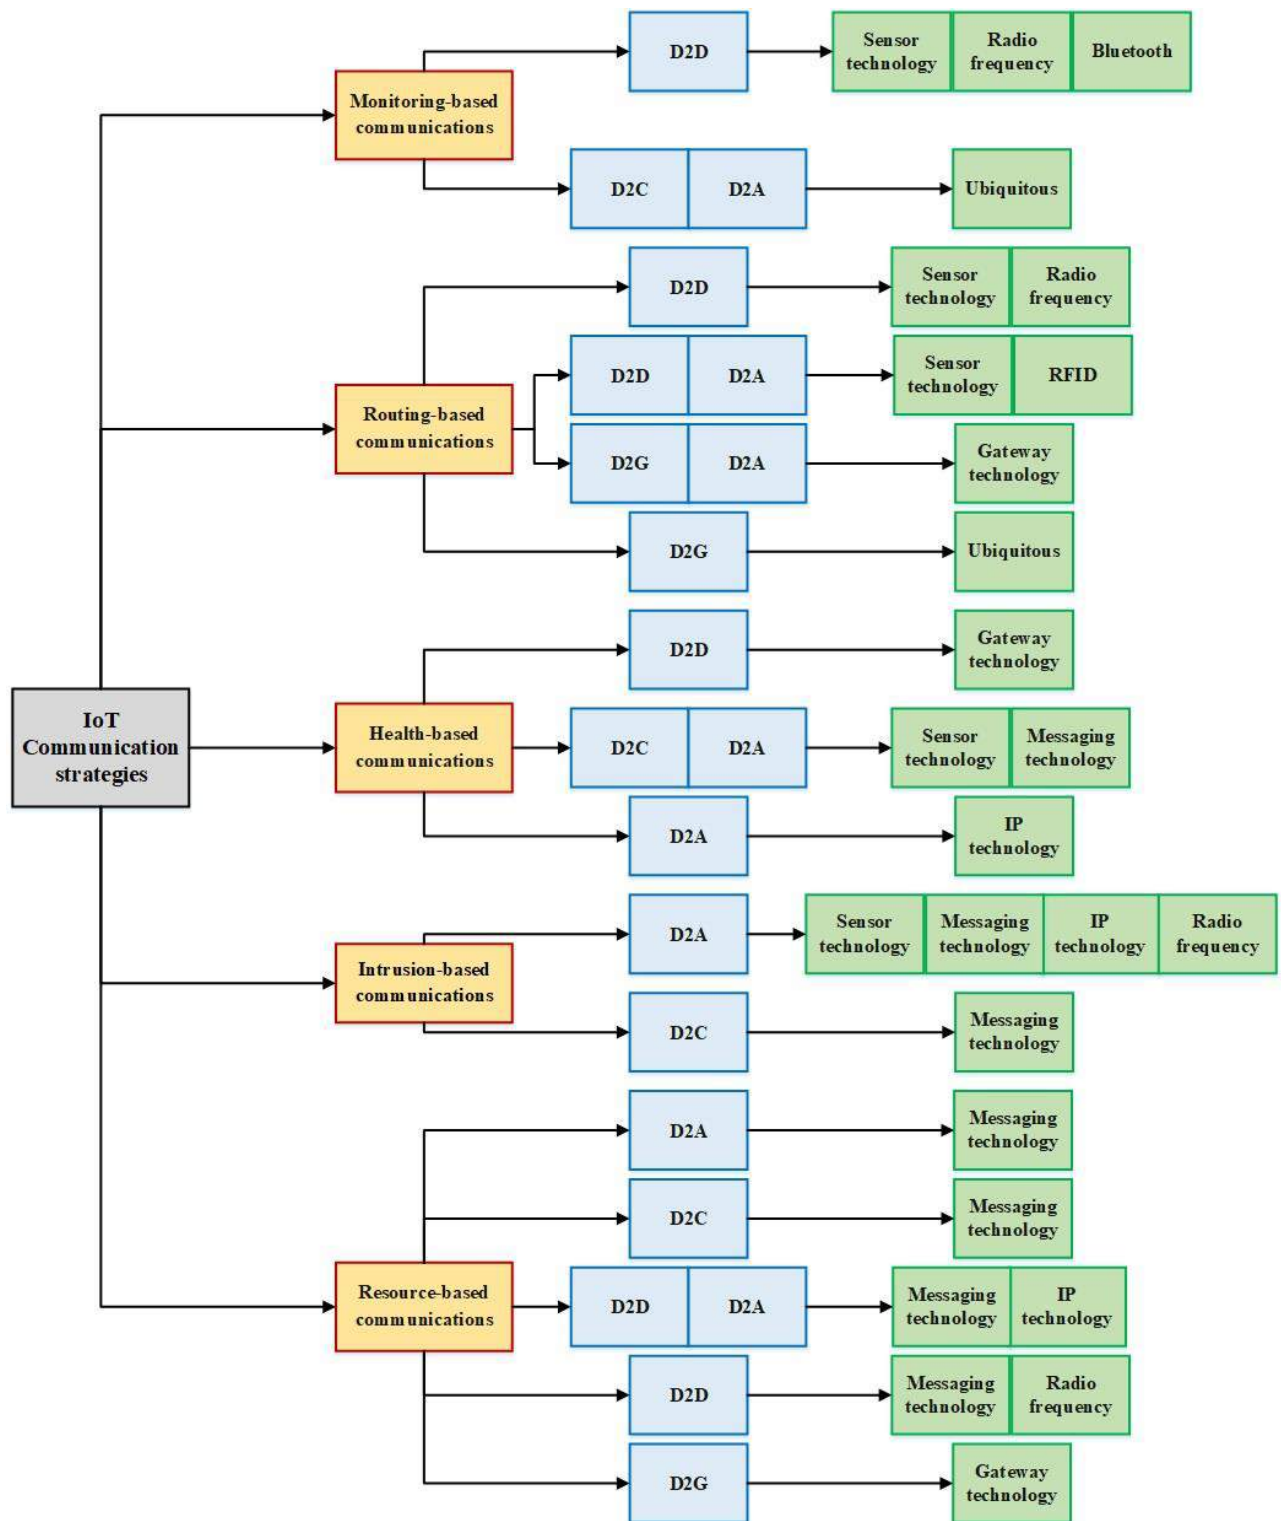 D2D
Sensor
technology
Radio
frequency
Bluetooth
Monitoring-based
communications
D2C
D2A
Ubiquitous
D2D
Sensor
technology
Radio
frequency
D2D
D2A
Sensor
technology
RFID
Routing-based
communications
D2G
D2A
Gateway
technology
D2G
Ubiquitous
D2D
Gateway
technology
IoT
Communication
strategies
Health-based
communications
D2C
D2A
Sensor
technology
Messaging
technology
D2A
IP
technology
D2A
Sensor
technology
Messaging
technology
IP
technology
Radio
frequency
Intrusion-based
communications
D2C
Messaging
technology
D2A
Messaging
technology
D2C
Messaging
technology
Resource-based
communications
D2D
D2A
Messaging
technology
IP
technology
D2D
Messaging
technology
Radio
frequency
D2G
Gateway
technology